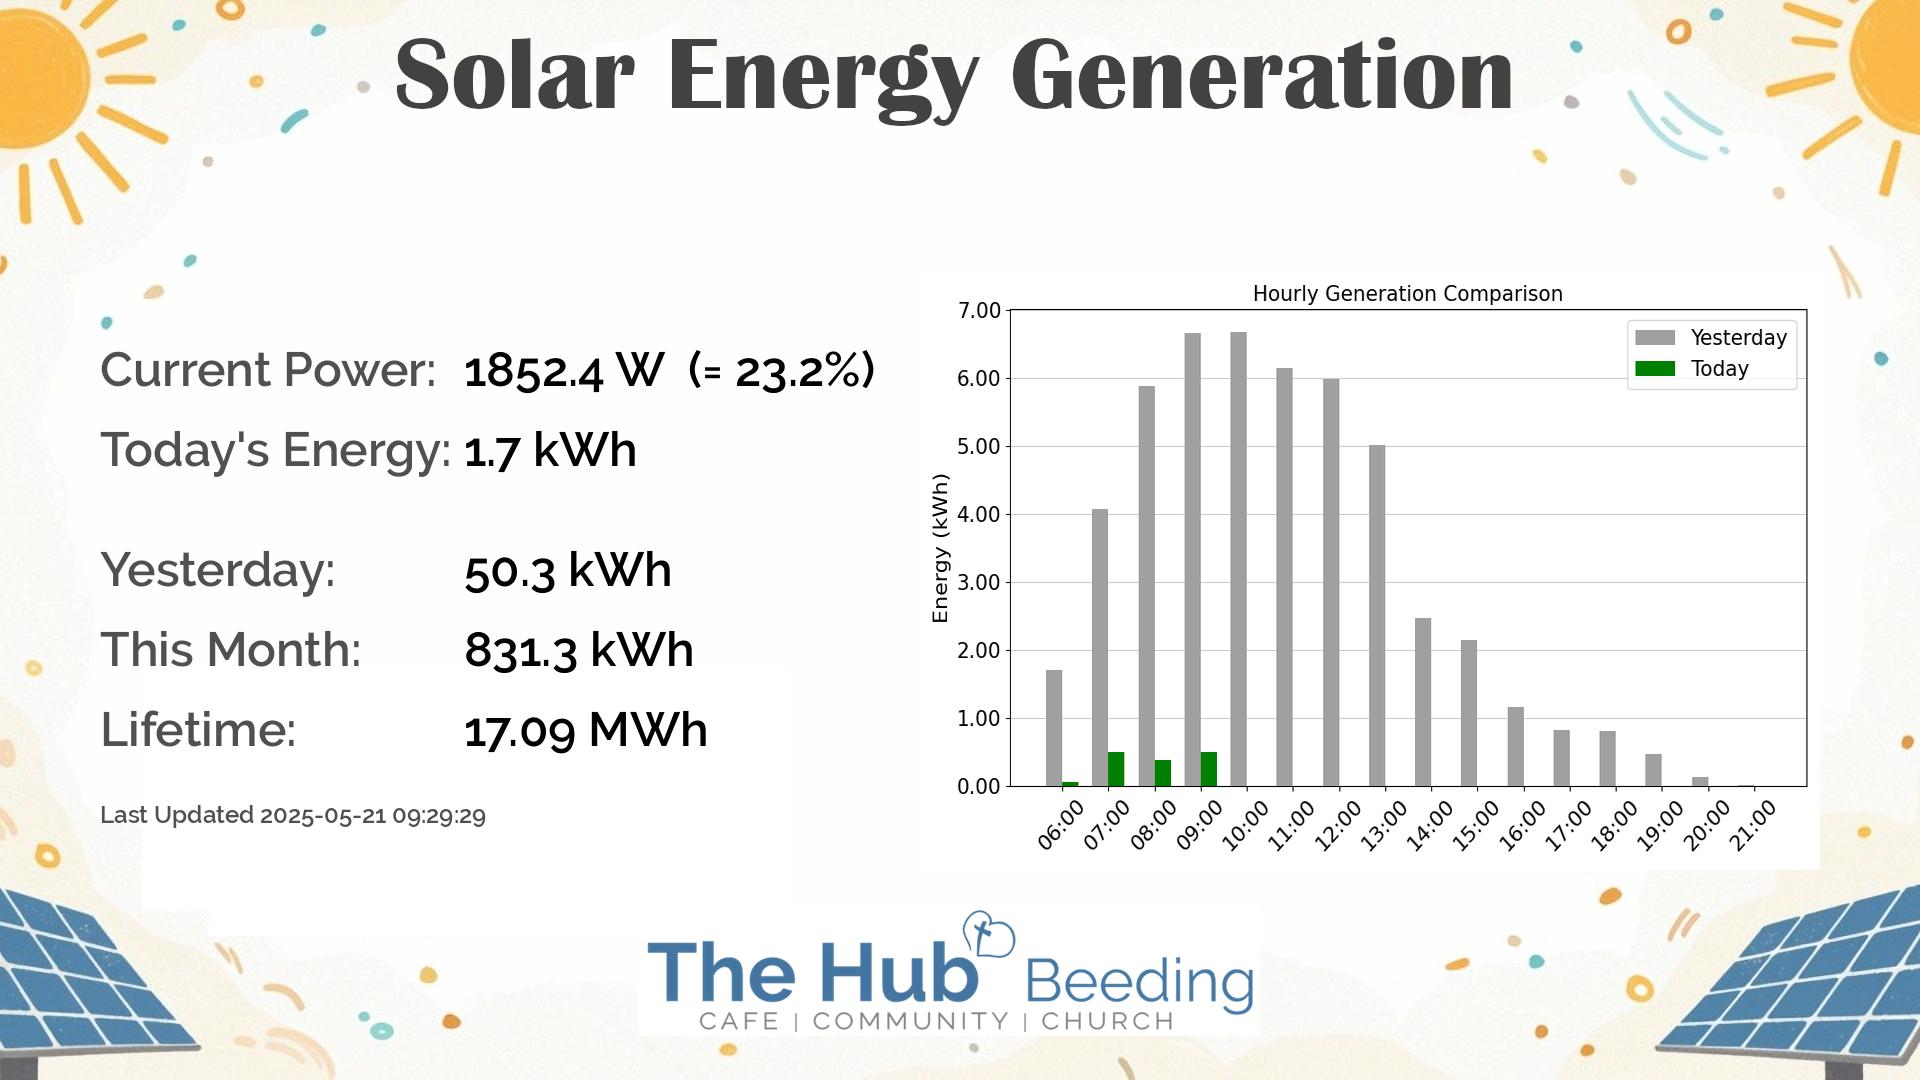 Solar Energy Generation
Current Power: 1852.4 W (= 23.2%)
Today's Energy: 1.7 kWh
Yesterday: 50.3 kWh
This Month: 831.3 kWh
Lifetime: 17.09 MWh
Last Updated 2025-05-21 09:29:29
Hourly Generation Comparison
Yesterday
Today
Energy (kWh)
7.00
6.00
5.00
4.00
3.00
2.00
1.00
0.00
06:00 07:00 08:00 09:00 10:00 11:00 12:00 13:00 14:00 15:00 16:00 17:00 18:00 19:00 20:00 21:00
The Hub Beeding
CAFE | COMMUNITY | CHURCH